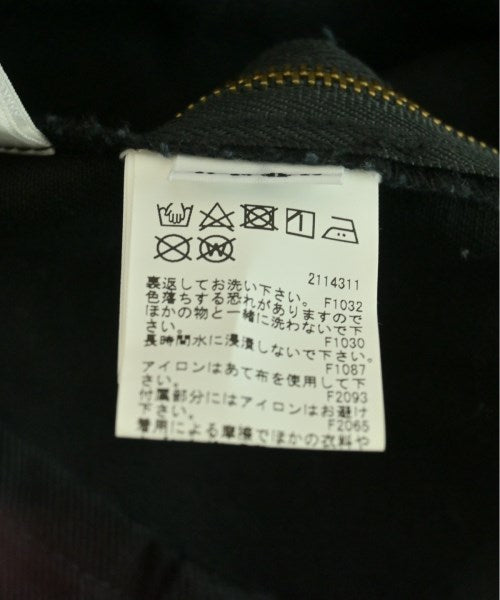 2114311
裏返してお洗い下さい。 F1032
色落ちする恐れがありますので
ほかの物と一緒に洗わないで下
さい。 F1030
長時間水に浸漬しないで下さい。
F1087
アイロンはあて布を使用して下
さい。 F2093
付属部分にはアイロンはお避け
下さい。 F2065
着用による摩擦でほかの衣料や